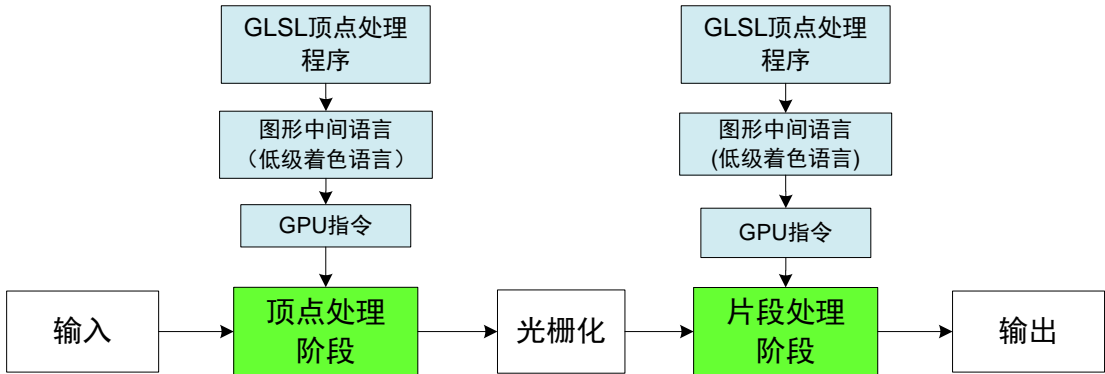 GLSL顶点处理
程序
图形中间语言
（低级着色语言）
GPU指令
GLSL顶点处理
程序
图形中间语言
(低级着色语言)
GPU指令
输入
顶点处理
阶段
光栅化
片段处理
阶段
输出